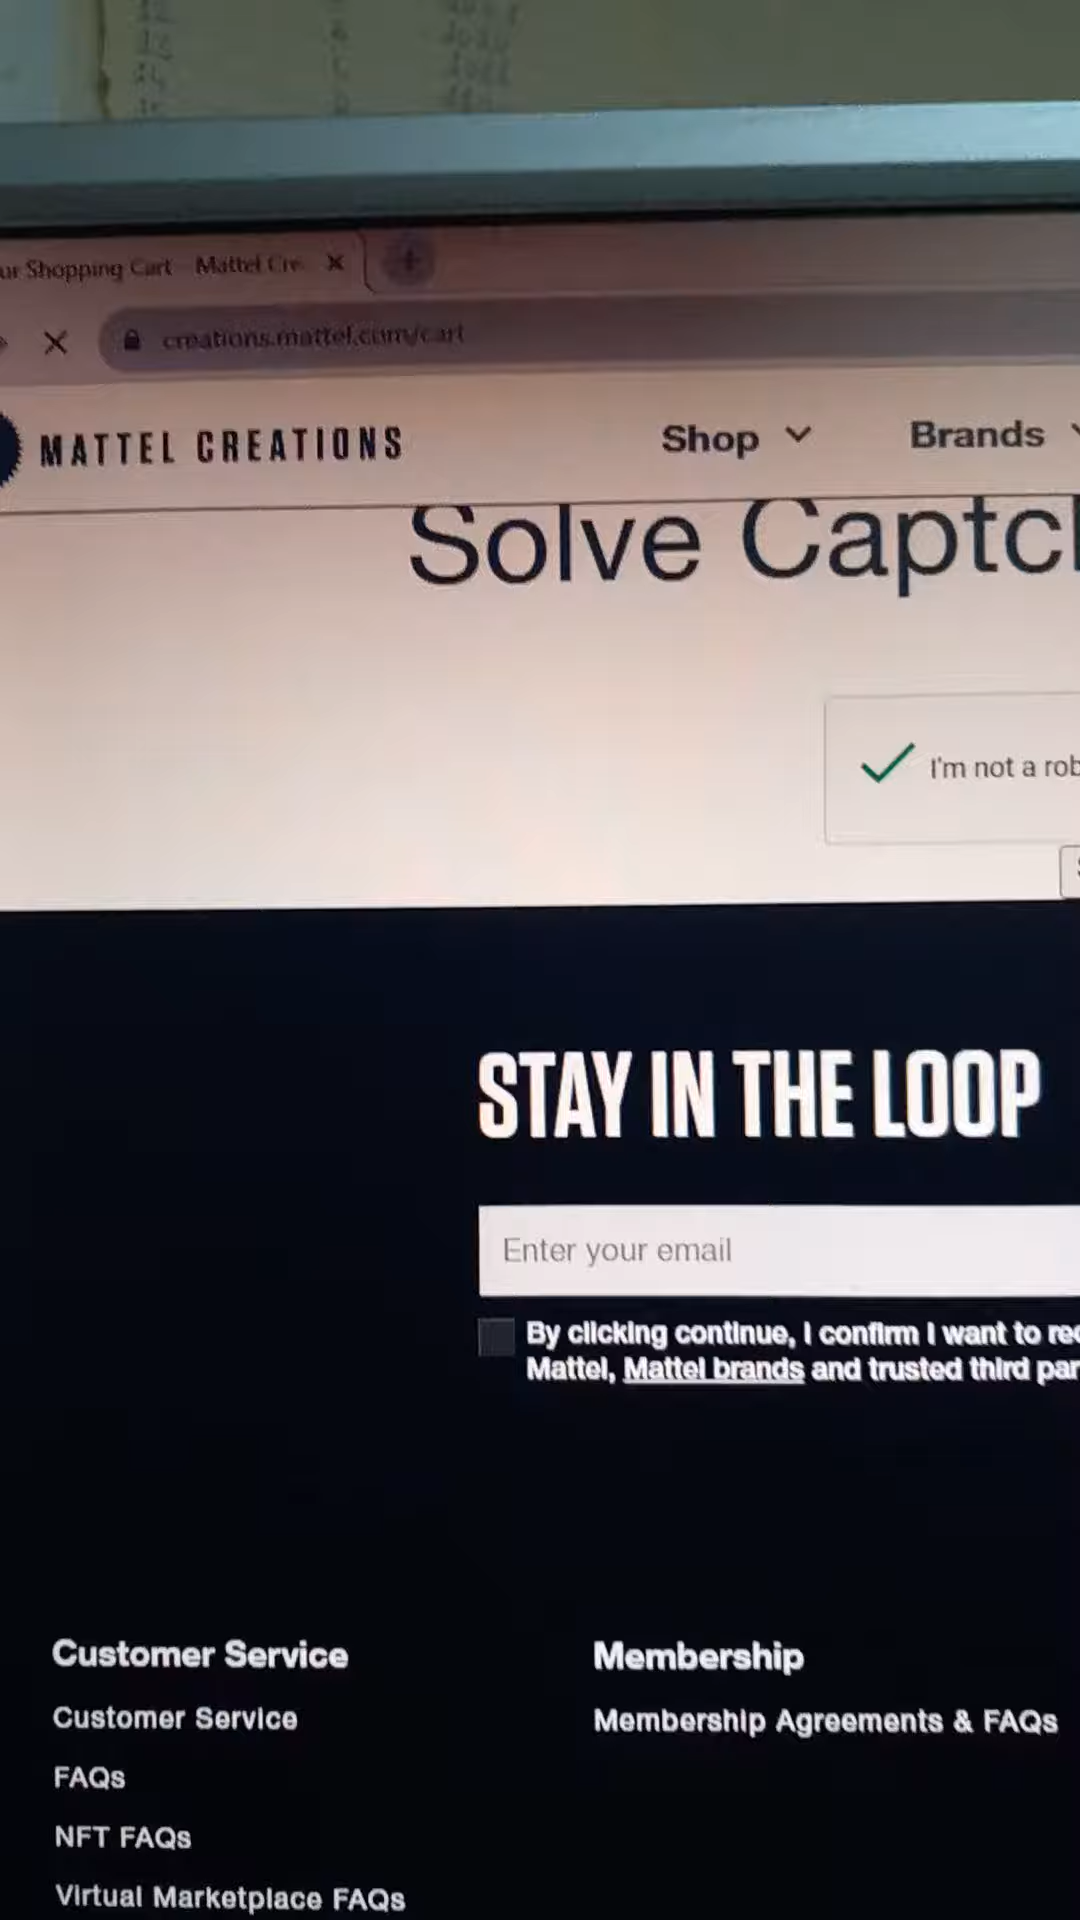 ur Shopping Cart Mattel Cre
creations.mattel.com/cart
MATTEL CREATIONS
Shop
Brands
Solve Captc
I'm not a rob
STAY IN THE LOOP
Enter your email
By clicking continue, I confirm I want to rec
Mattel, Mattel brands and trusted third par
Customer Service
Membership
Customer Service
Membership Agreements & FAQs
FAQs
NFT FAQs
Virtual Marketplace FAQs